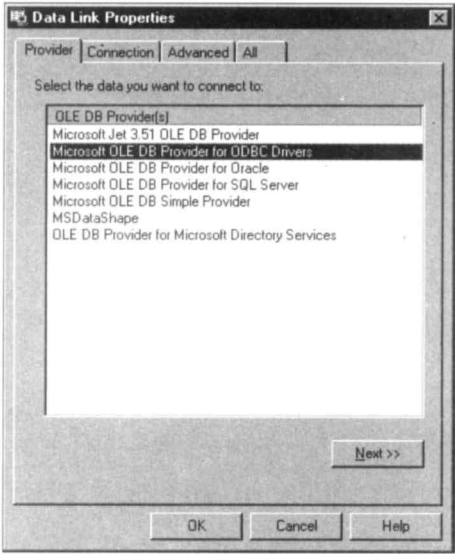 Data Link Properties
Provider Connection Advanced All
Select the data you want to connect to:
OLE DB Provider(s)
Microsoft Jet 3.51 OLE DB Provider
Microsoft OLE DB Provider for ODBC Drivers
Microsoft OLE DB Provider for Oracle
Microsoft OLE DB Provider for SQL Server
Microsoft OLE DB Simple Provider
MSDataShape
OLE DB Provider for Microsoft Directory Services
Next >>
OK Cancel Help